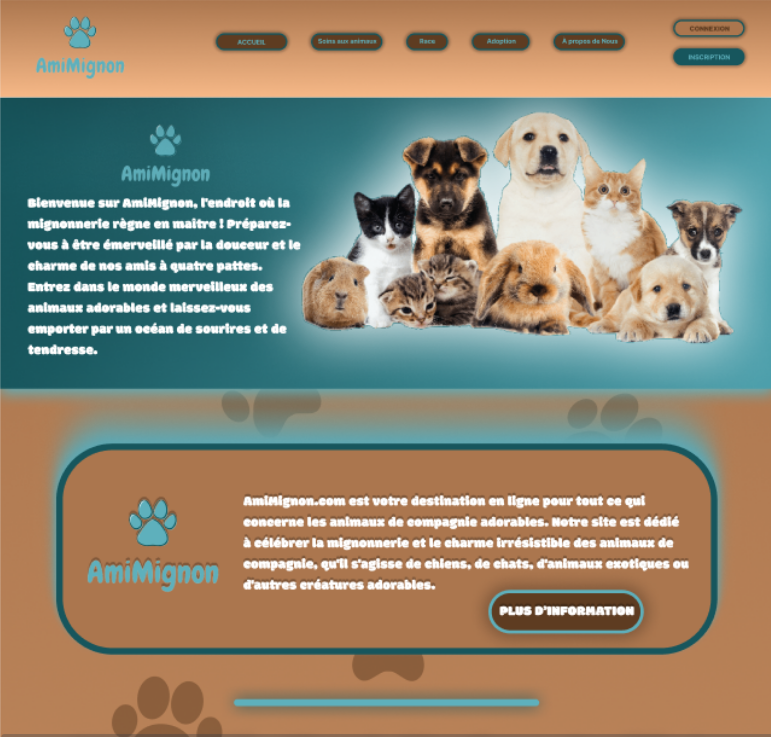 AmiMignon
ACCUEIL
Soins aux animaux
Race
Adoption
A propos de Nous
CONNEXION
INSCRIPTION
AmiMignon
Bienvenue sur AmiMignon, l'endroit où la
mignonnerie règne en maître ! Préparez-
vous à être émerveillé par la douceur et le
charme de nos amis à quatre pattes.
Entrez dans le monde merveilleux des
animaux adorables et laissez-vous
emporter par un océan de sourires et de
tendresse.
AmiMignon
AmiMignon.com est votre destination en ligne pour tout ce qui
concerne les animaux de compagnie adorables. Notre site est dédié
à célébrer la mignonnerie et le charme irrésistible des animaux de
compagnie, qu'il s'agisse de chiens, de chats, d'animaux exotiques ou
d'autres créatures adorables.
PLUS D'INFORMATION